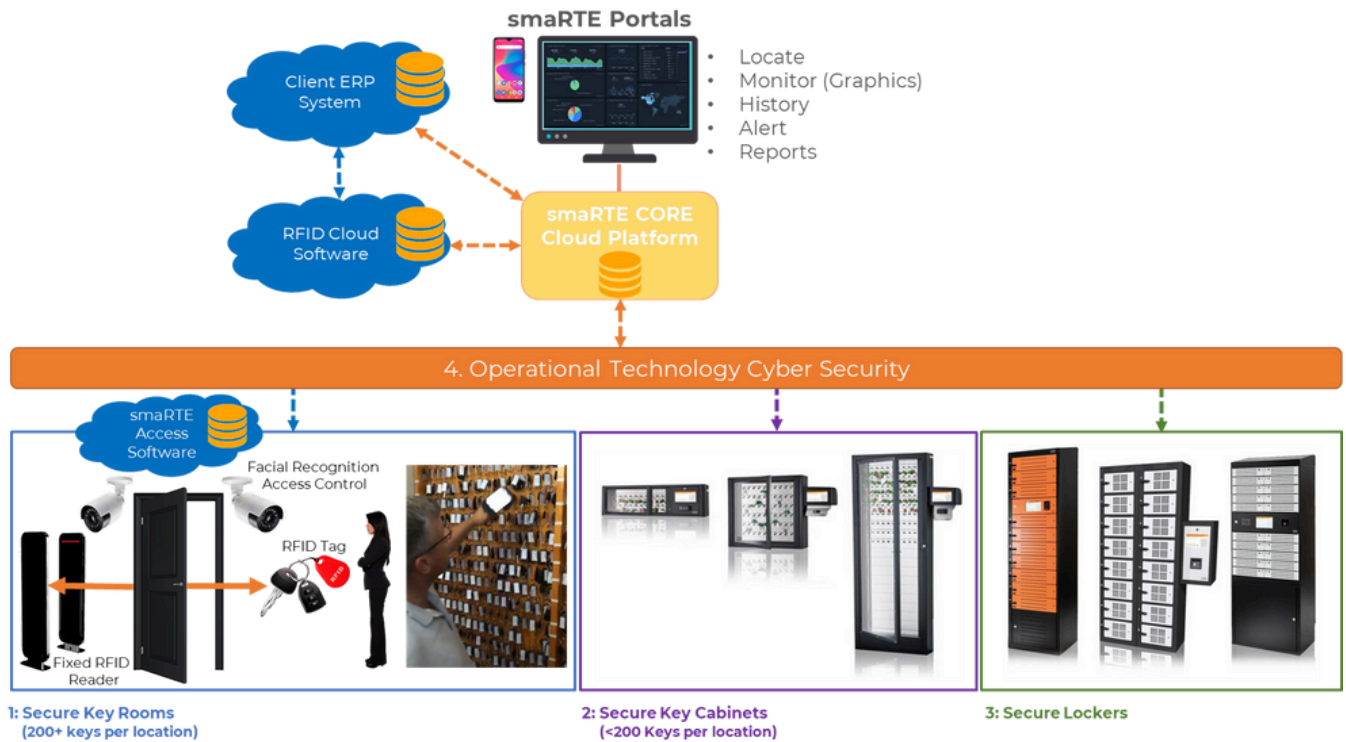 smaRTE Portals
Client ERP
System
• Locate
• Monitor (Graphics)
• History
• Alert
• Reports
RFID Cloud
Software
smaRTE CORE
Cloud Platform
4. Operational Technology Cyber Security
smaRTE
Access
Software
Facial Recognition
Access Control
RFID Tag
RFID
Fixed RFID
Reader
1: Secure Key Rooms
(200+ keys per location)
2: Secure Key Cabinets
(<200 Keys per location)
3: Secure Lockers